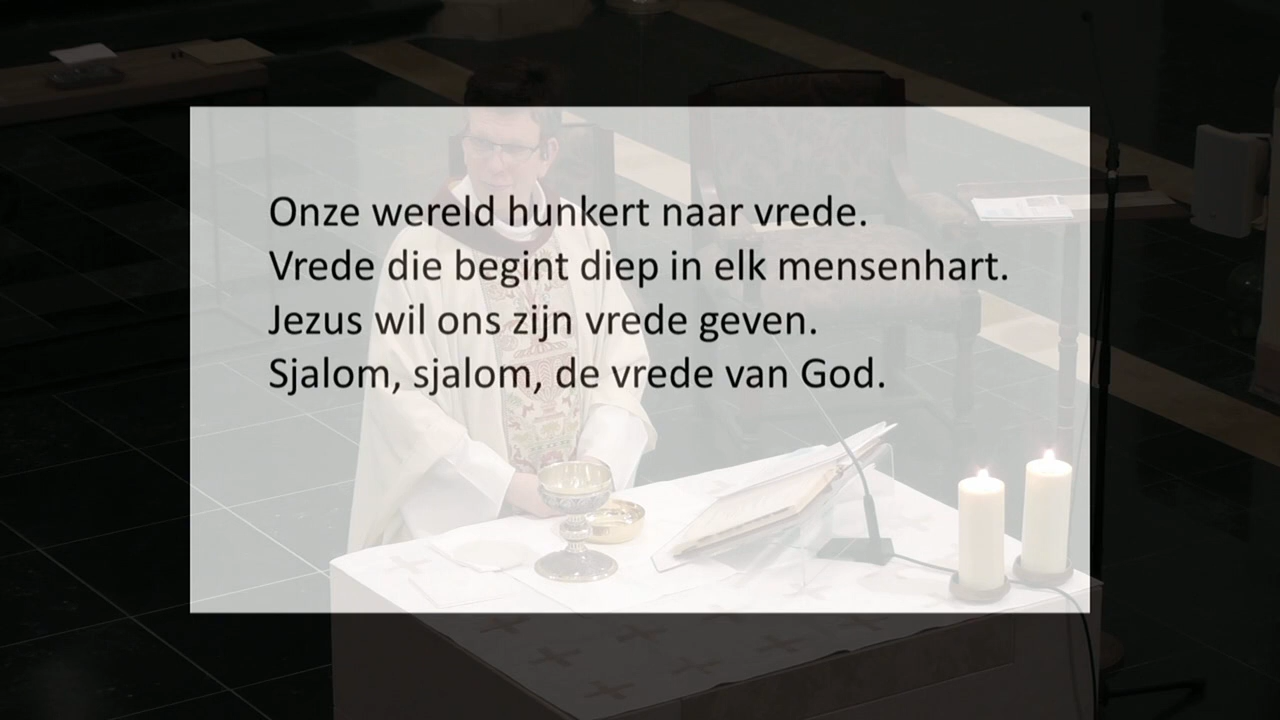 Onze wereld hunkert naar vrede.
Vrede die begint diep in elk mensenhart.
Jezus wil ons zijn vrede geven.
Sjalom, sjalom, de vrede van God.